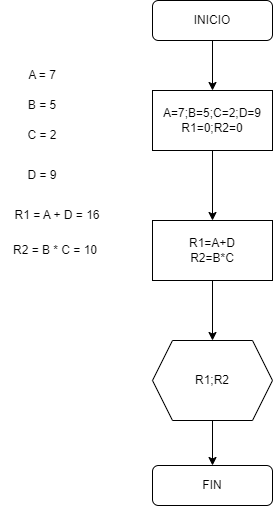 INICIO
A = 7
B = 5
C = 2
D = 9
R1 = A + D = 16
R2 = B * C = 10
A=7;B=5;C=2;D=9
R1=0;R2=0
R1=A+D
R2=B*C
R1;R2
FIN